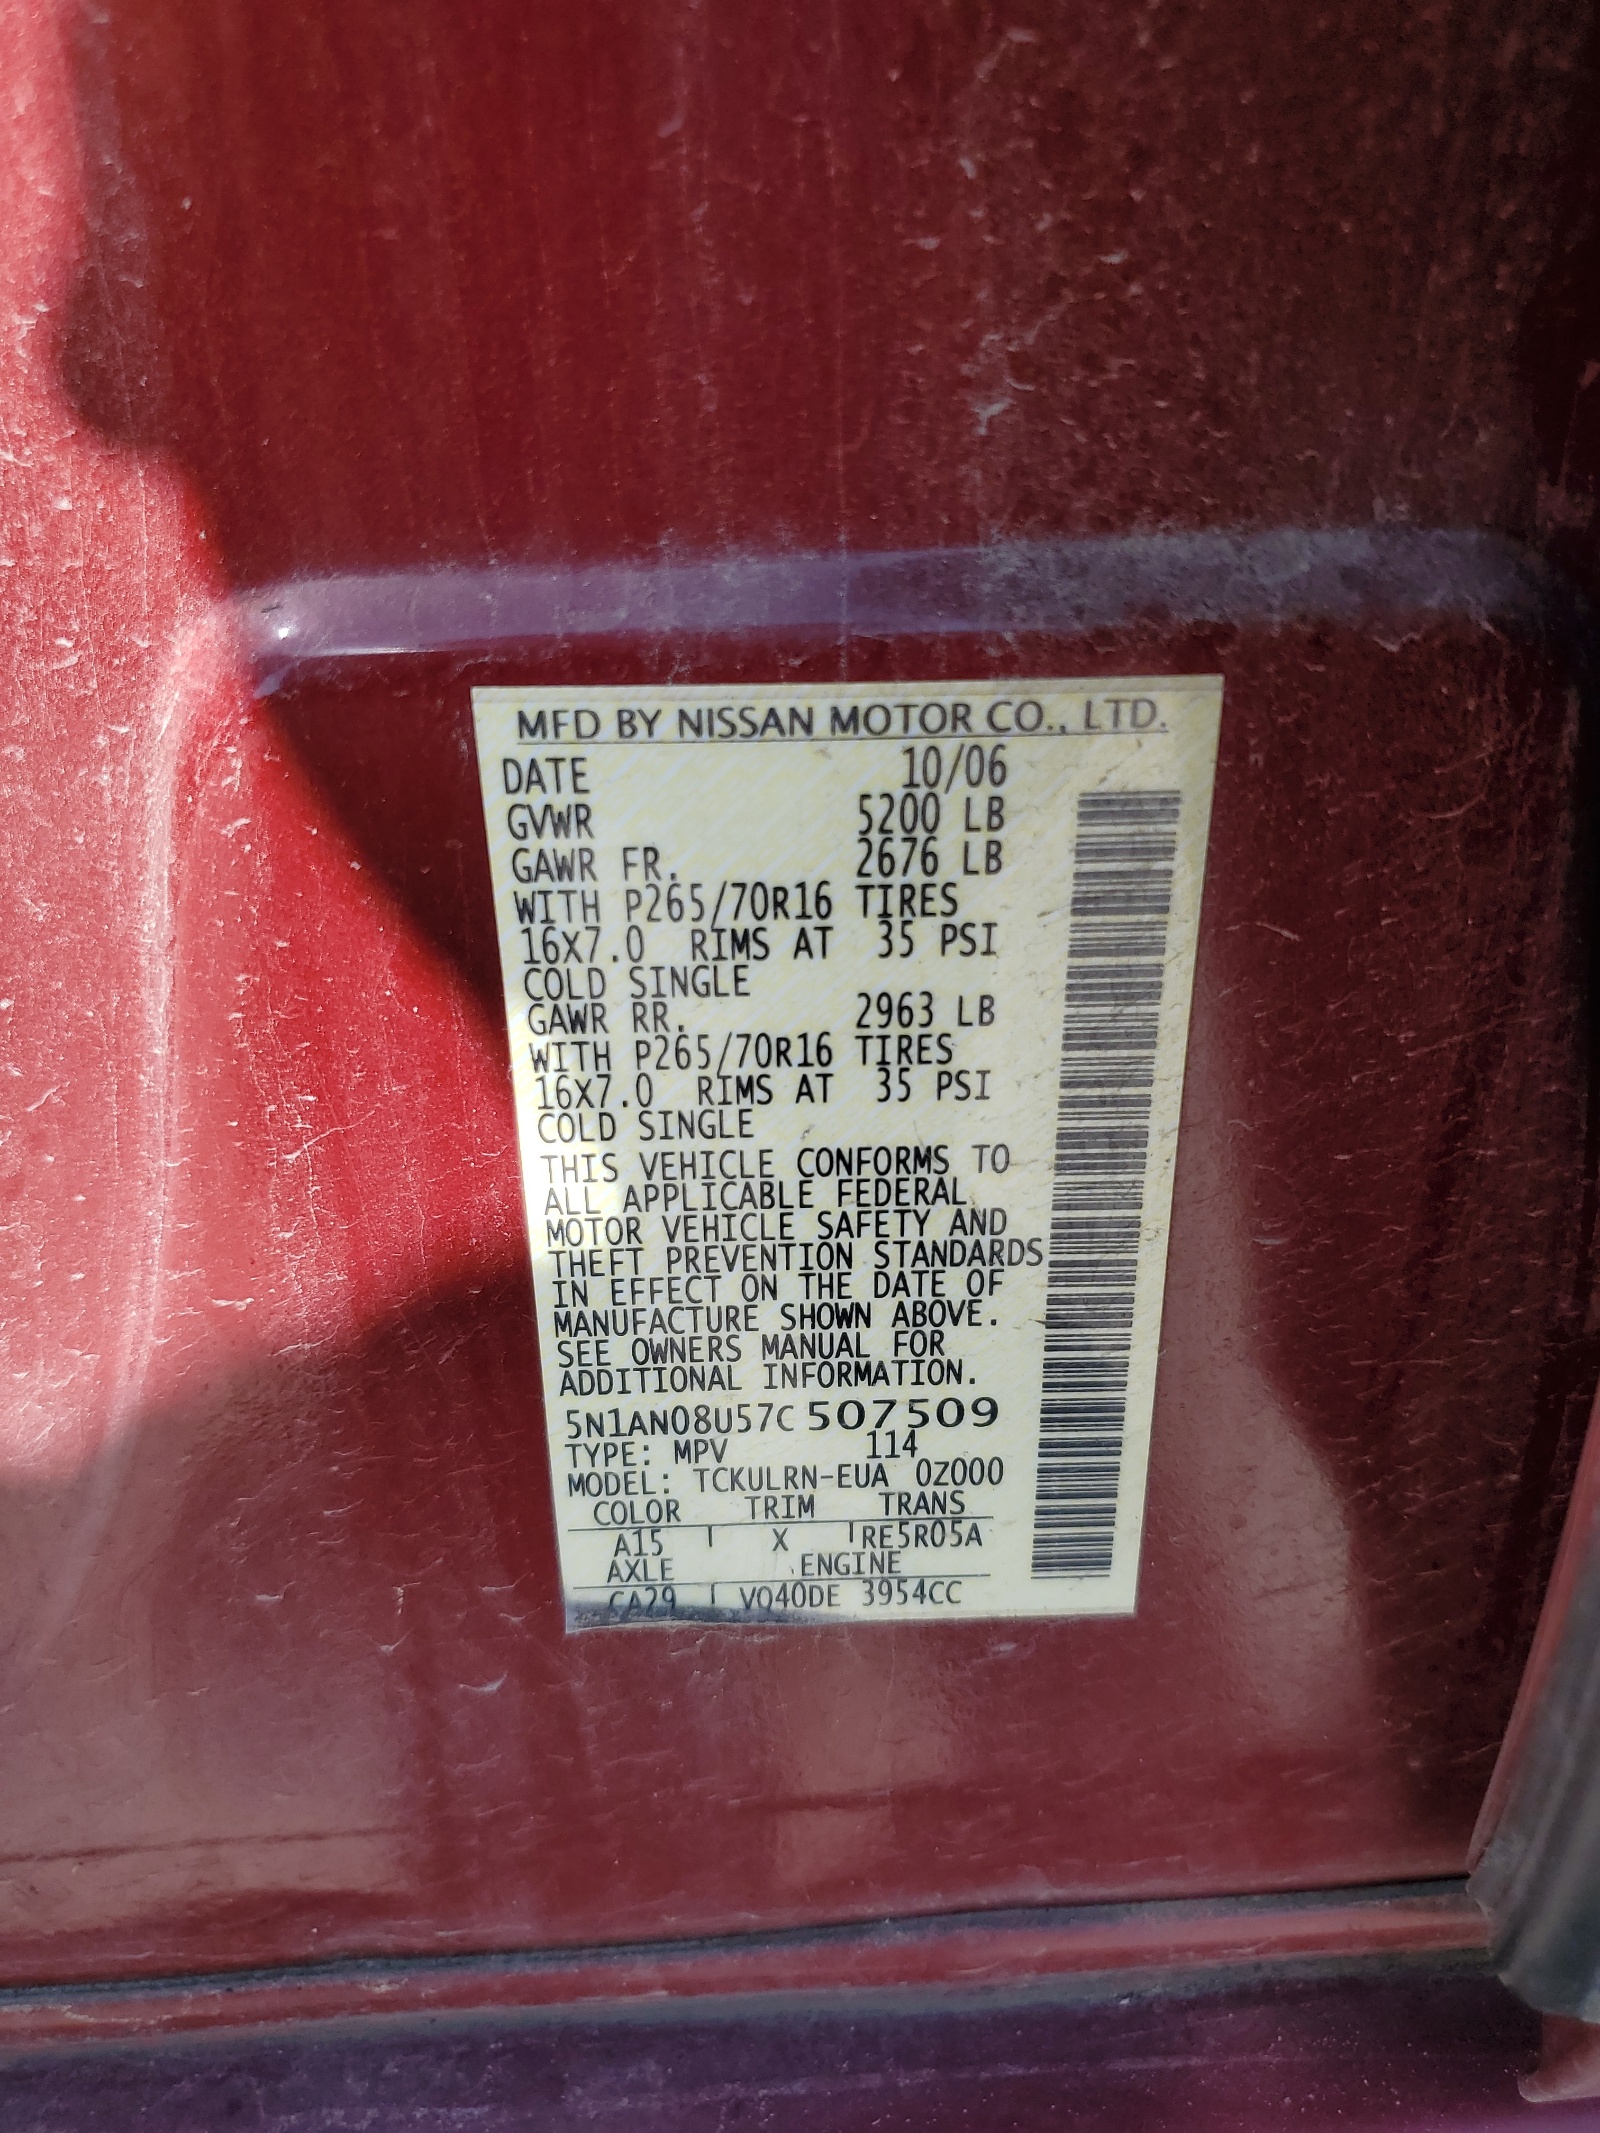 MFD BY NISSAN MOTOR CO., LTD.
DATE 10/06
GVWR 5200 LB
GAWR FR. 2676 LB
WITH P265/70R16 TIRES
16X7.0 RIMS AT 35 PSI
COLD SINGLE
GAWR RR. 2963 LB
WITH P265/70R16 TIRES
16X7.0 RIMS AT 35 PSI
COLD SINGLE
THIS VEHICLE CONFORMS TO
ALL APPLICABLE FEDERAL
MOTOR VEHICLE SAFETY AND
THEFT PREVENTION STANDARDS
IN EFFECT ON THE DATE OF
MANUFACTURE SHOWN ABOVE.
SEE OWNERS MANUAL FOR
ADDITIONAL INFORMATION.
5N1AN08U57C 507509
TYPE: MPV 114
MODEL: TCKULRN-EUA 0Z000
COLOR TRIM TRANS
A15 X RE5R05A
AXLE ENGINE
CA29 VQ40DE 3954CC